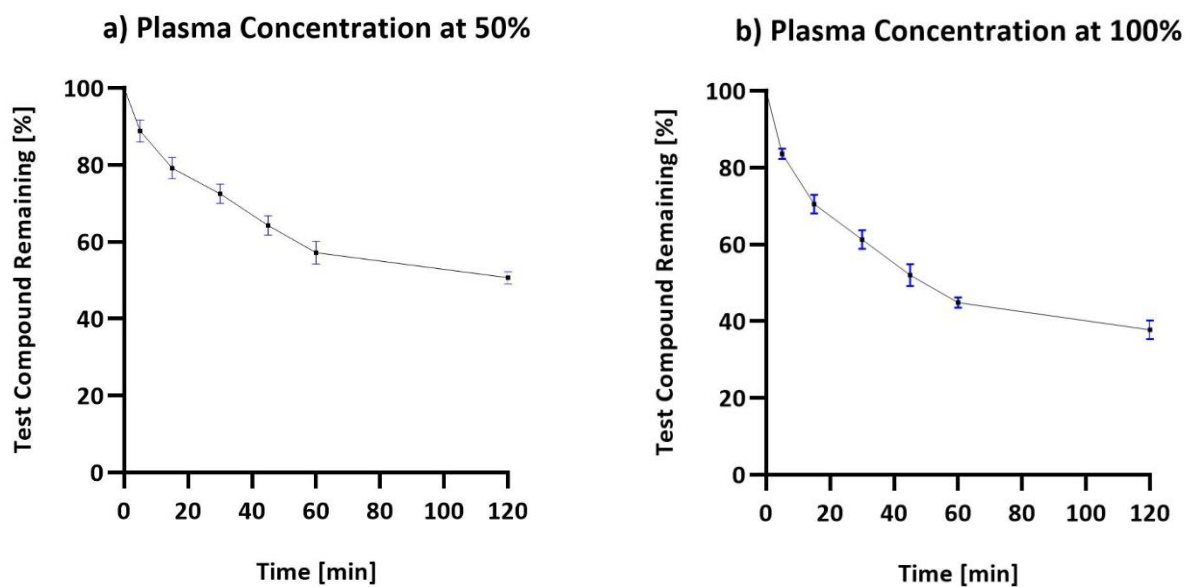 a) Plasma Concentration at 50%
Test Compound Remaining [%]
100
80
60
40
20
0
0 20 40 60 80 100 120
Time [min]
b) Plasma Concentration at 100%
Test Compound Remaining [%]
100
80
60
40
20
0
0 20 40 60 80 100 120
Time [min]